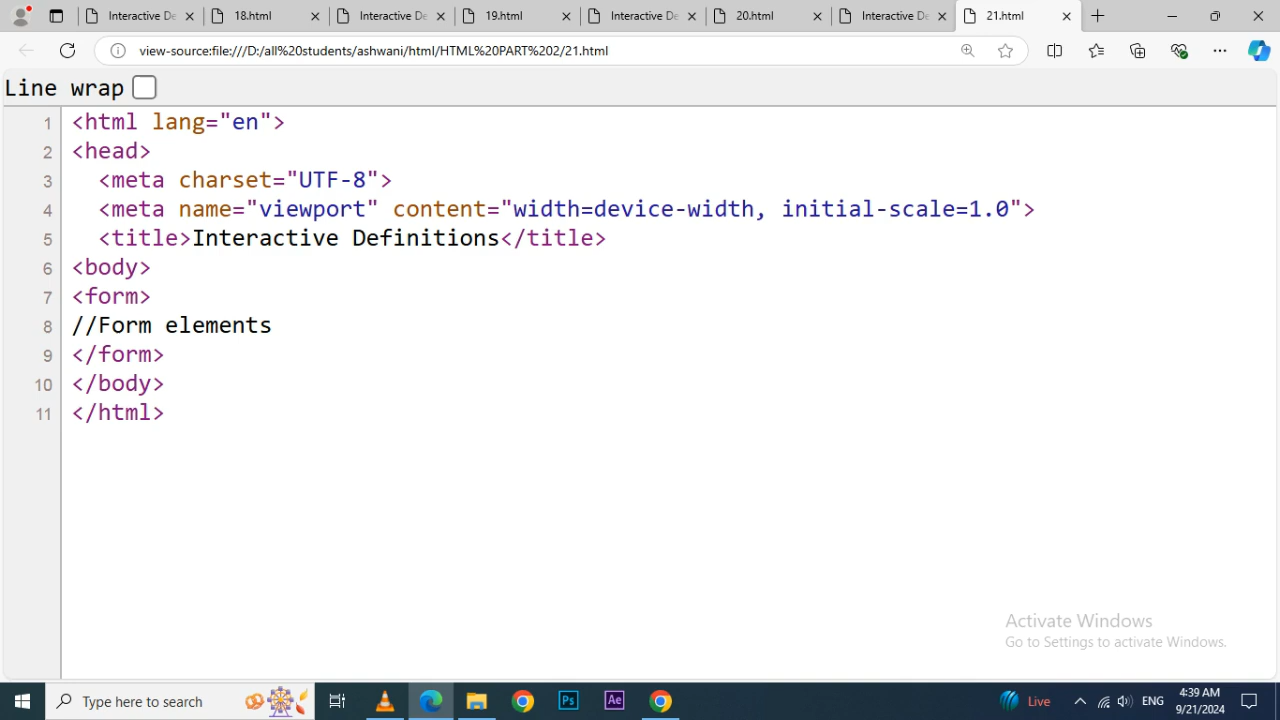 Interactive De
18.html
Interactive De
19.html
Interactive De
20.html
Interactive De
21.html
view-source:file:///D:/all%20students/ashwani/html/HTML%20PART%202/21.html
Line wrap
1 <html lang="en">
2 <head>
3 <meta charset="UTF-8">
4 <meta name="viewport" content="width=device-width, initial-scale=1.0">
5 <title>Interactive Definitions</title>
6 <body>
7 <form>
8 //Form elements
9 </form>
10 </body>
11 </html>
Activate Windows
Go to Settings to activate Windows.
Type here to search
Ps
Ae
Live
ENG
4:39 AM
9/21/2024